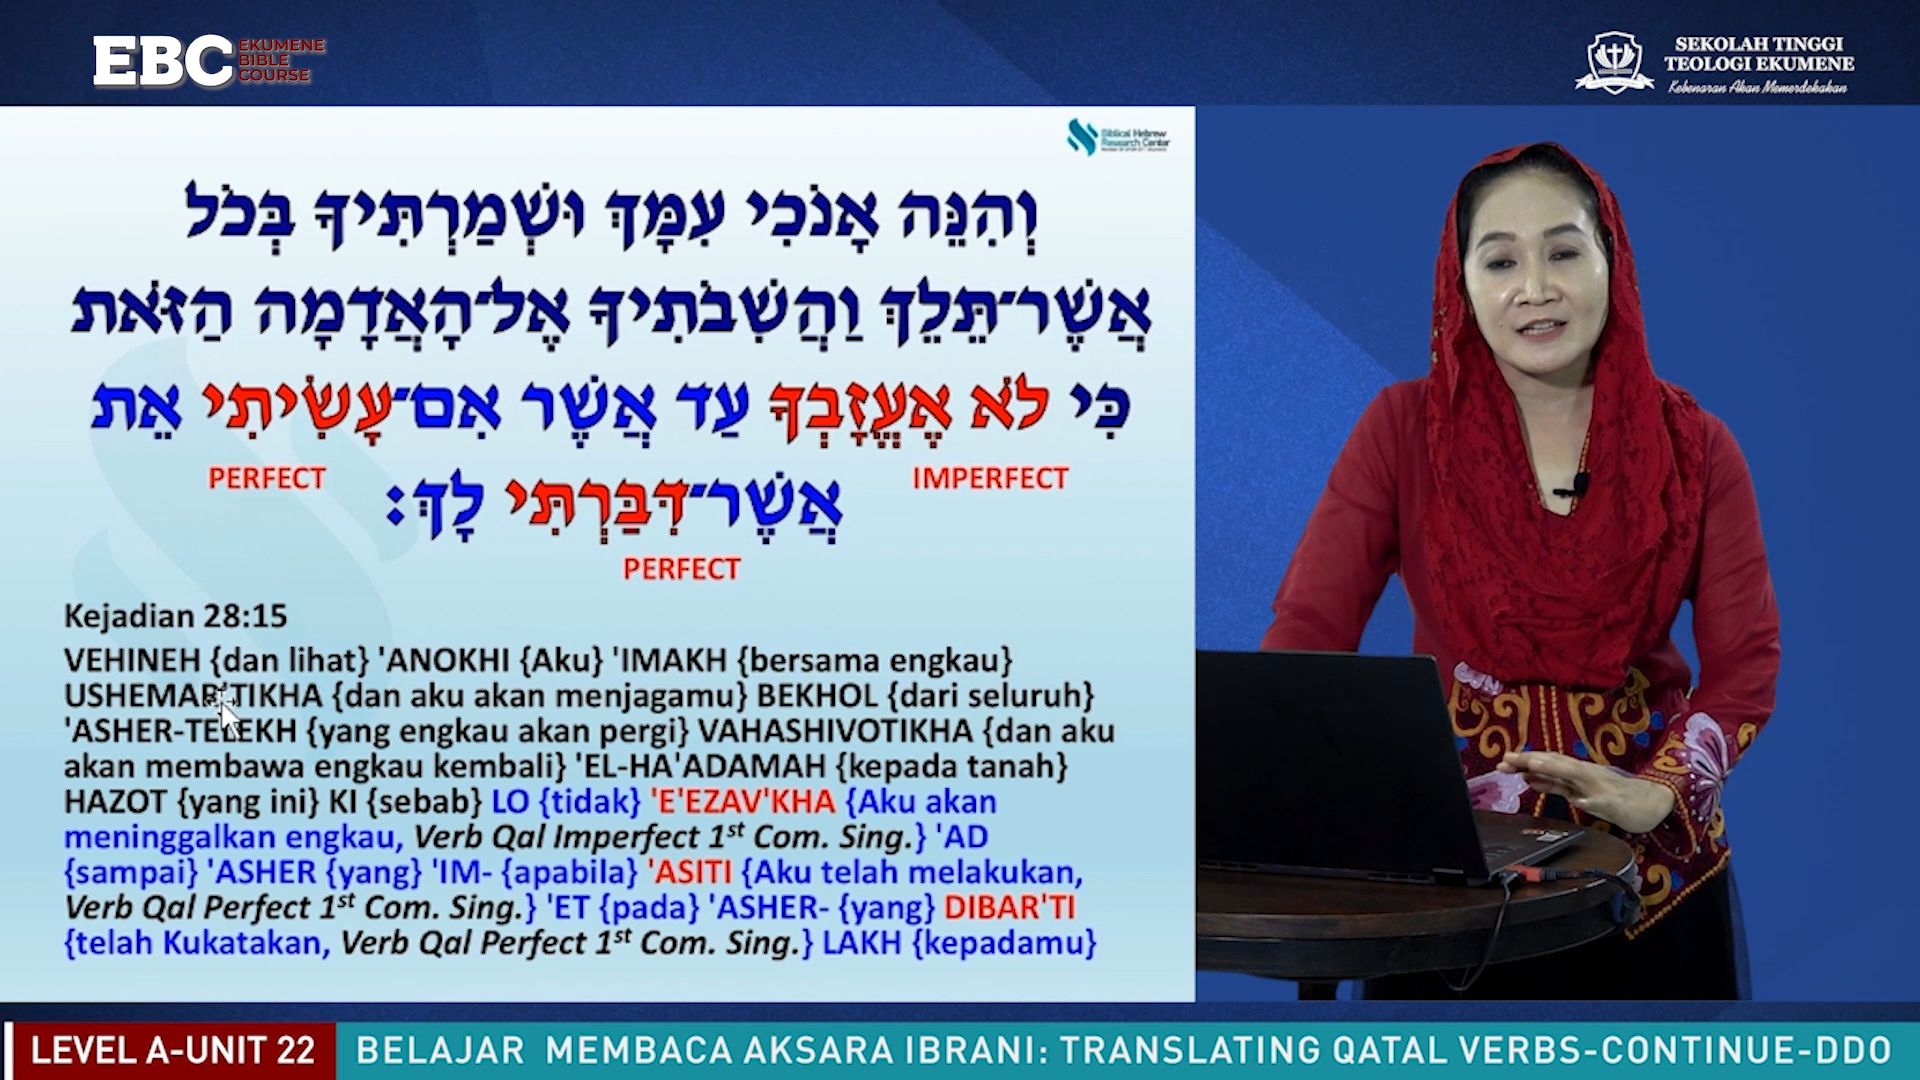 EBC
EKUMENE
BIBLE
COURSE
SEKOLAH TINGGI
TEOLOGI EKUMENE
Kebenaran Akan Memerdekakan
Biblical Hebrew
Research Center
וְהִנֵּה אָנֹכִי עִמָּךְ וּשְׁמַרְתִּיךָ בְּכֹל
אֲשֶׁר־תֵּלֵךְ וַהֲשִׁבֹתִיךָ אֶל־הָאֲדָמָה הַזֹּאת
כִּי לֹא אֶעֱזָבְךָ עַד אֲשֶׁר אִם־עָשִׂיתִי אֵת
PERFECT IMPERFECT
אֲשֶׁר־דִּבַּרְתִּי לָךְ׃
PERFECT
Kejadian 28:15
VEHINEH {dan lihat} 'ANOKHI {Aku} 'IMAKH {bersama engkau}
USHEMAR'TIKHA {dan aku akan menjagamu} BEKHOL {dari seluruh}
'ASHER-TELEKH {yang engkau akan pergi} VAHASHIVOTIKHA {dan aku
akan membawa engkau kembali} 'EL-HA'ADAMAH {kepada tanah}
HAZOT {yang ini} KI {sebab} LO {tidak} 'E'EZAV'KHA {Aku akan
meninggalkan engkau, Verb Qal Imperfect 1st Com. Sing.} 'AD
{sampai} 'ASHER {yang} 'IM- {apabila} 'ASITI {Aku telah melakukan,
Verb Qal Perfect 1st Com. Sing.} 'ET {pada} 'ASHER- {yang} DIBAR'TI
{telah Kukatakan, Verb Qal Perfect 1st Com. Sing.} LAKH {kepadamu}
LEVEL A-UNIT 22
BELAJAR MEMBACA AKSARA IBRANI: TRANSLATING QATAL VERBS-CONTINUE-DDO